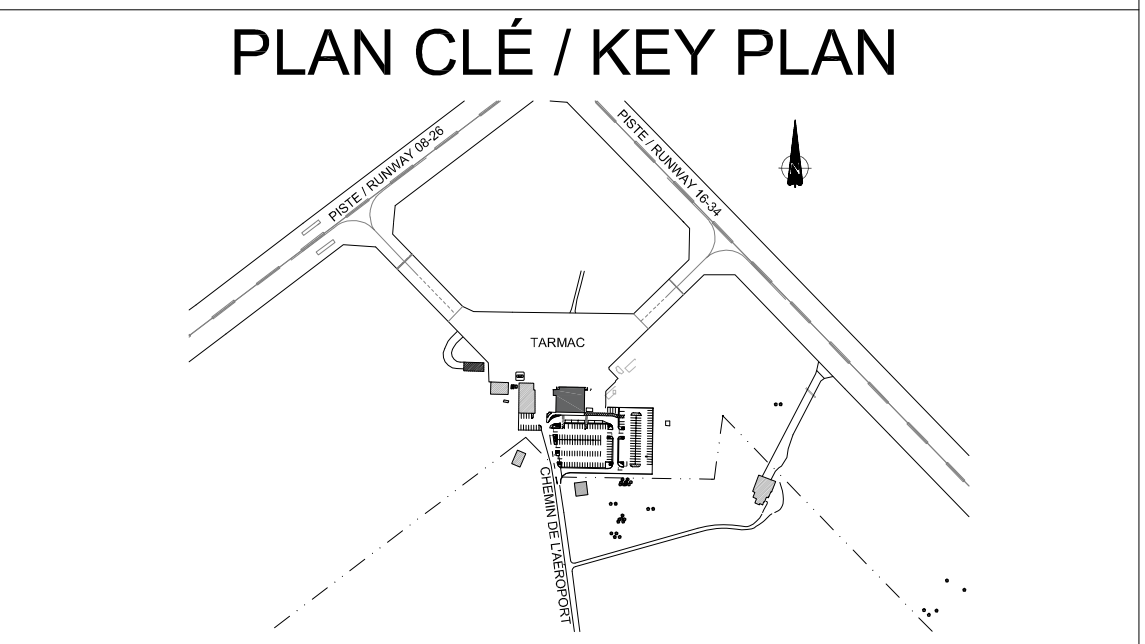 PLAN CLÉ / KEY PLAN
PISTE / RUNWAY 08-26
PISTE / RUNWAY 16-34
N
TARMAC
CHEMIN DE L'AÉROPORT